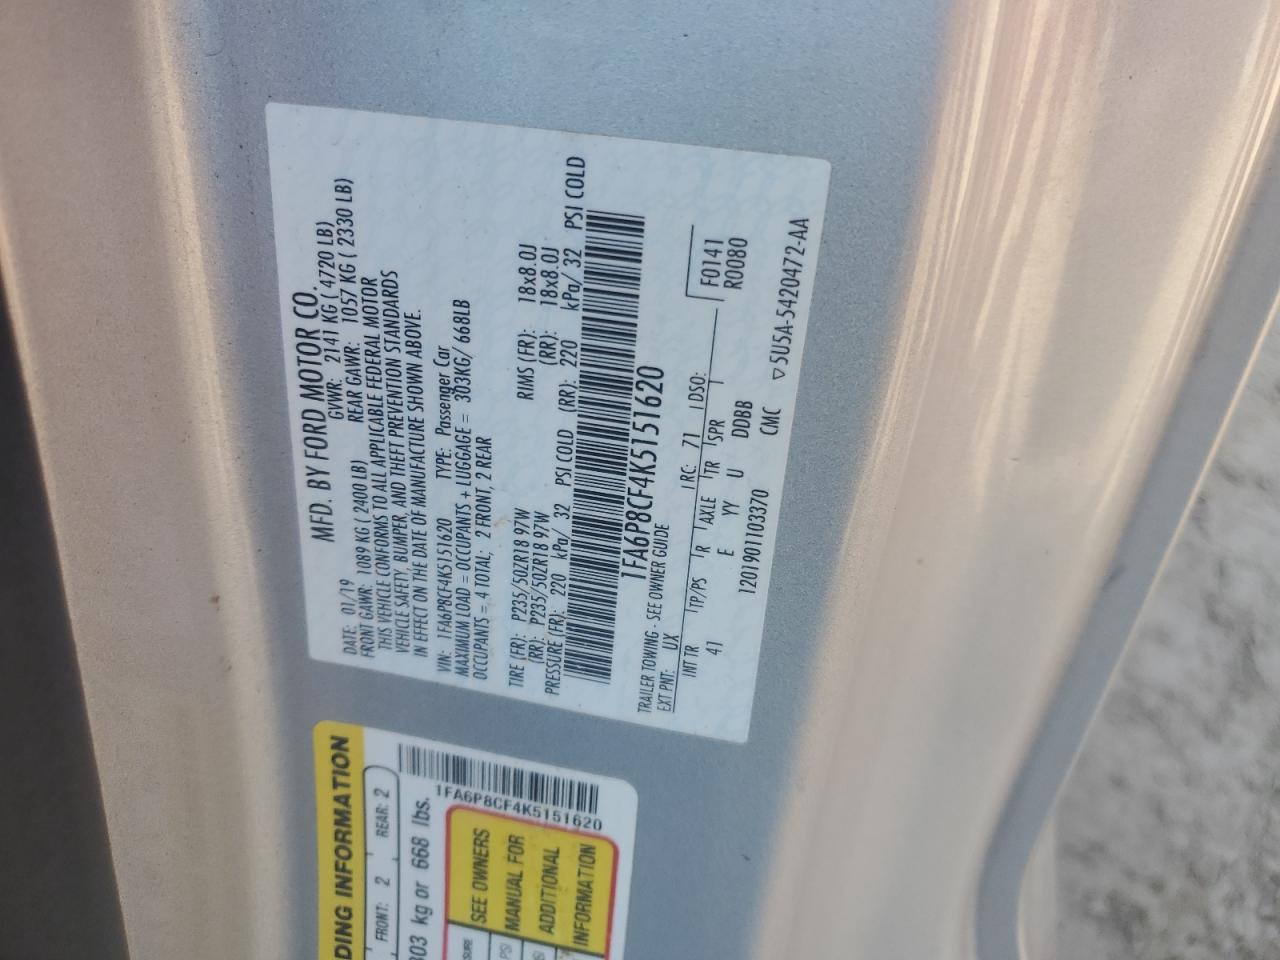 MFD. BY FORD MOTOR CO.
DATE: 01/19 GVWR: 2141 KG ( 4720 LB)
FRONT GAWR: 1089 KG ( 2400 LB) REAR GAWR: 1057 KG ( 2330 LB)
THIS VEHICLE CONFORMS TO ALL APPLICABLE FEDERAL MOTOR
VEHICLE SAFETY, BUMPER, AND THEFT PREVENTION STANDARDS
IN EFFECT ON THE DATE OF MANUFACTURE SHOWN ABOVE.
VIN: 1FA6P8CF4K5151620 TYPE: Passenger Car
MAXIMUM LOAD = OCCUPANTS + LUGGAGE = 303KG/ 668LB
OCCUPANTS = 4 TOTAL; 2 FRONT, 2 REAR
TIRE (FR): P235/50ZR18 97W RIMS (FR): 18x8.0J
(RR): P235/50ZR18 97W (RR): 18x8.0J
PRESSURE (FR): 220 kPa/ 32 PSI COLD (RR): 220 kPa/ 32 PSI COLD
1FA6P8CF4K5151620
TRAILER TOWING - SEE OWNER GUIDE
EXT PNT: UX RC: 71 DSO: F0141
R0080
INT TR TP/PS R AXLE TR SPR
41 E YY U DDBB
120190110337​0 CMC ▽5U5A-5420472-AA
DING INFORMATION
FRONT: 2 REAR: 2
303 kg or 668 lbs.
1FA6P8CF4K5151620
SEE OWNERS
MANUAL FOR
ADDITIONAL
INFORMATION
SSURE
PSI